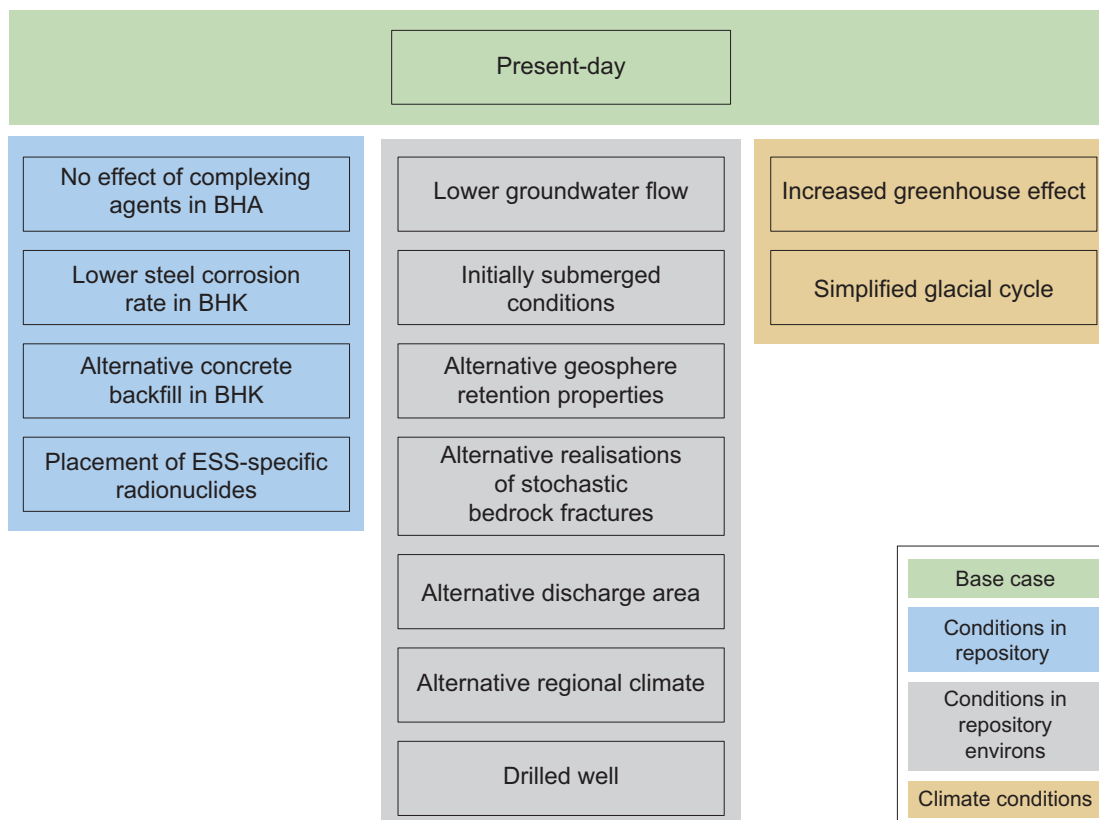 Present-day
No effect of complexing
agents in BHA
Lower steel corrosion
rate in BHK
Alternative concrete
backfill in BHK
Placement of ESS-specific
radionuclides
Lower groundwater flow
Initially submerged
conditions
Alternative geosphere
retention properties
Alternative realisations
of stochastic
bedrock fractures
Alternative discharge area
Alternative regional climate
Drilled well
Increased greenhouse effect
Simplified glacial cycle
Base case
Conditions in
repository
Conditions in
repository
environs
Climate conditions